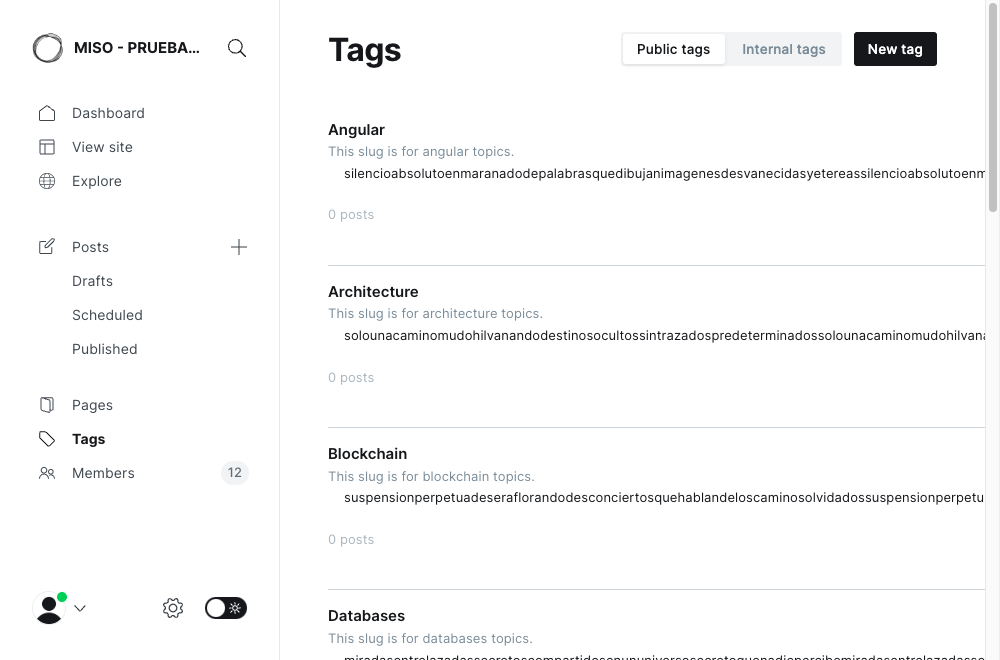 MISO - PRUEBA...
Dashboard
View site
Explore
Posts
Drafts
Scheduled
Published
Pages
Tags
Members
12
Tags
Public tags
Internal tags
New tag
Angular
This slug is for angular topics.
silencioabsolutoenmaranadodepalabrasquedibujanimagenesdesvanecidasyetereassilencioabsolutoenm
0 posts
Architecture
This slug is for architecture topics.
solounacaminomudohilvanandodestinosocultossintrazadospredeterminadossolounacaminomudohilvana
0 posts
Blockchain
This slug is for blockchain topics.
suspensionperpetuadeseraflorandodesconciertosquehablandeloscaminosolvidadossuspensionperpetu
0 posts
Databases
This slug is for databases topics.